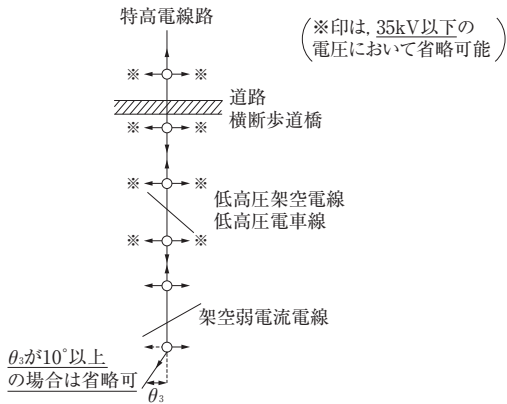 特高電線路
(※印は, 35kV以下の
電圧において省略可能)
※ ※
道路
横断歩道橋
※ ※
※ ※
低高圧架空電線
低高圧電車線
※ ※
架空弱電流電線
θ₃が10°以上
の場合は省略可
θ₃